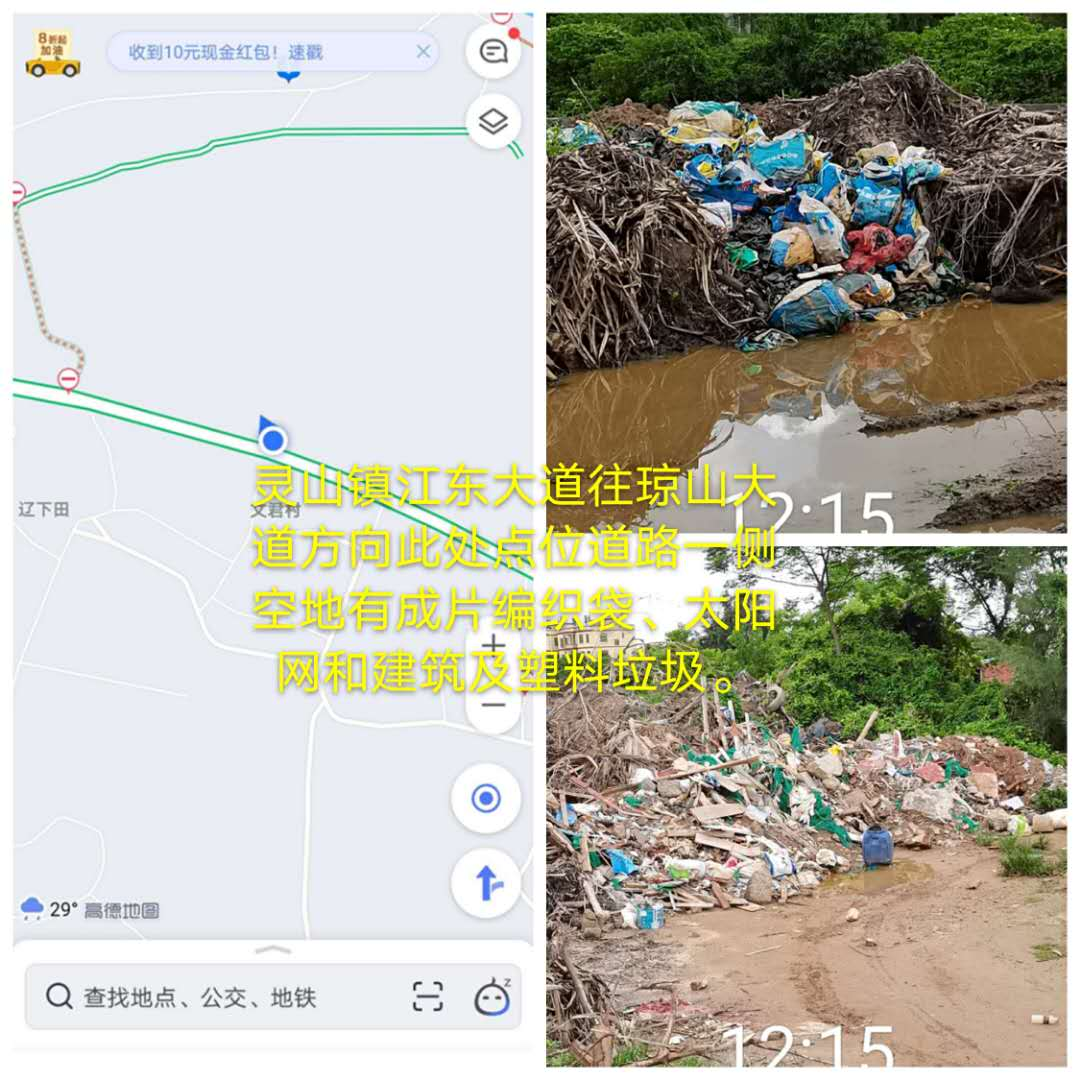 8折起
加油
收到10元现金红包！速戳
灵山镇江东大道往琼山大
道方向此处点位道路一侧
空地有成片编织袋、太阳
网和建筑及塑料垃圾。
辽下田
文君村
29° 高德地图
查找地点、公交、地铁
12:15
12:15